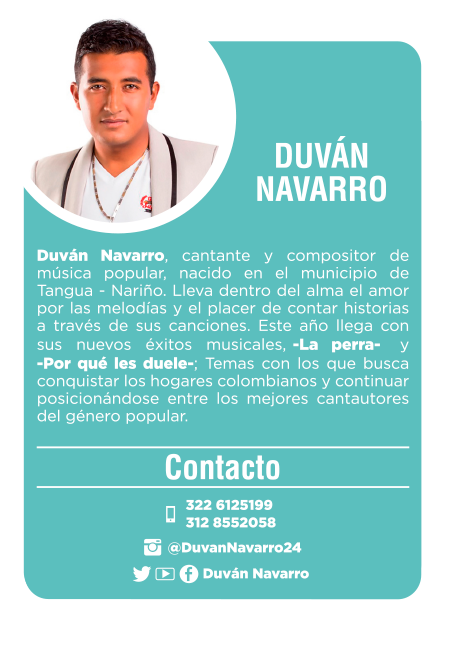 DUVÁN
NAVARRO
Duván Navarro, cantante y compositor de
música popular, nacido en el municipio de
Tangua - Nariño. Lleva dentro del alma el amor
por las melodías y el placer de contar historias
a través de sus canciones. Este año llega con
sus nuevos éxitos musicales, -La perra- y
-Por qué les duele-; Temas con los que busca
conquistar los hogares colombianos y continuar
posicionándose entre los mejores cantautores
del género popular.
Contacto
322 6125199
312 8552058
@DuvanNavarro24
Duván Navarro